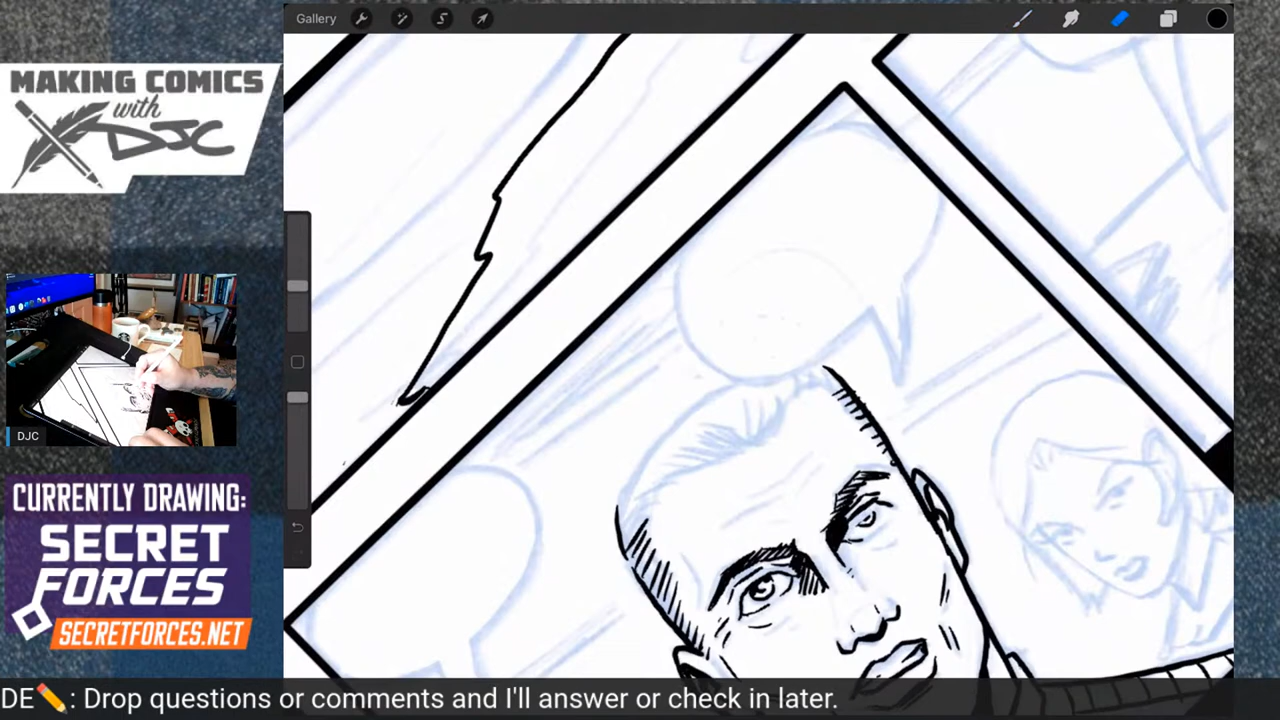 Gallery
MAKING COMICS
with
DJC
DJC
CURRENTLY DRAWING:
SECRET
FORCES
SECRETFORCES.NET
DE✏️: Drop questions or comments and I'll answer or check in later.